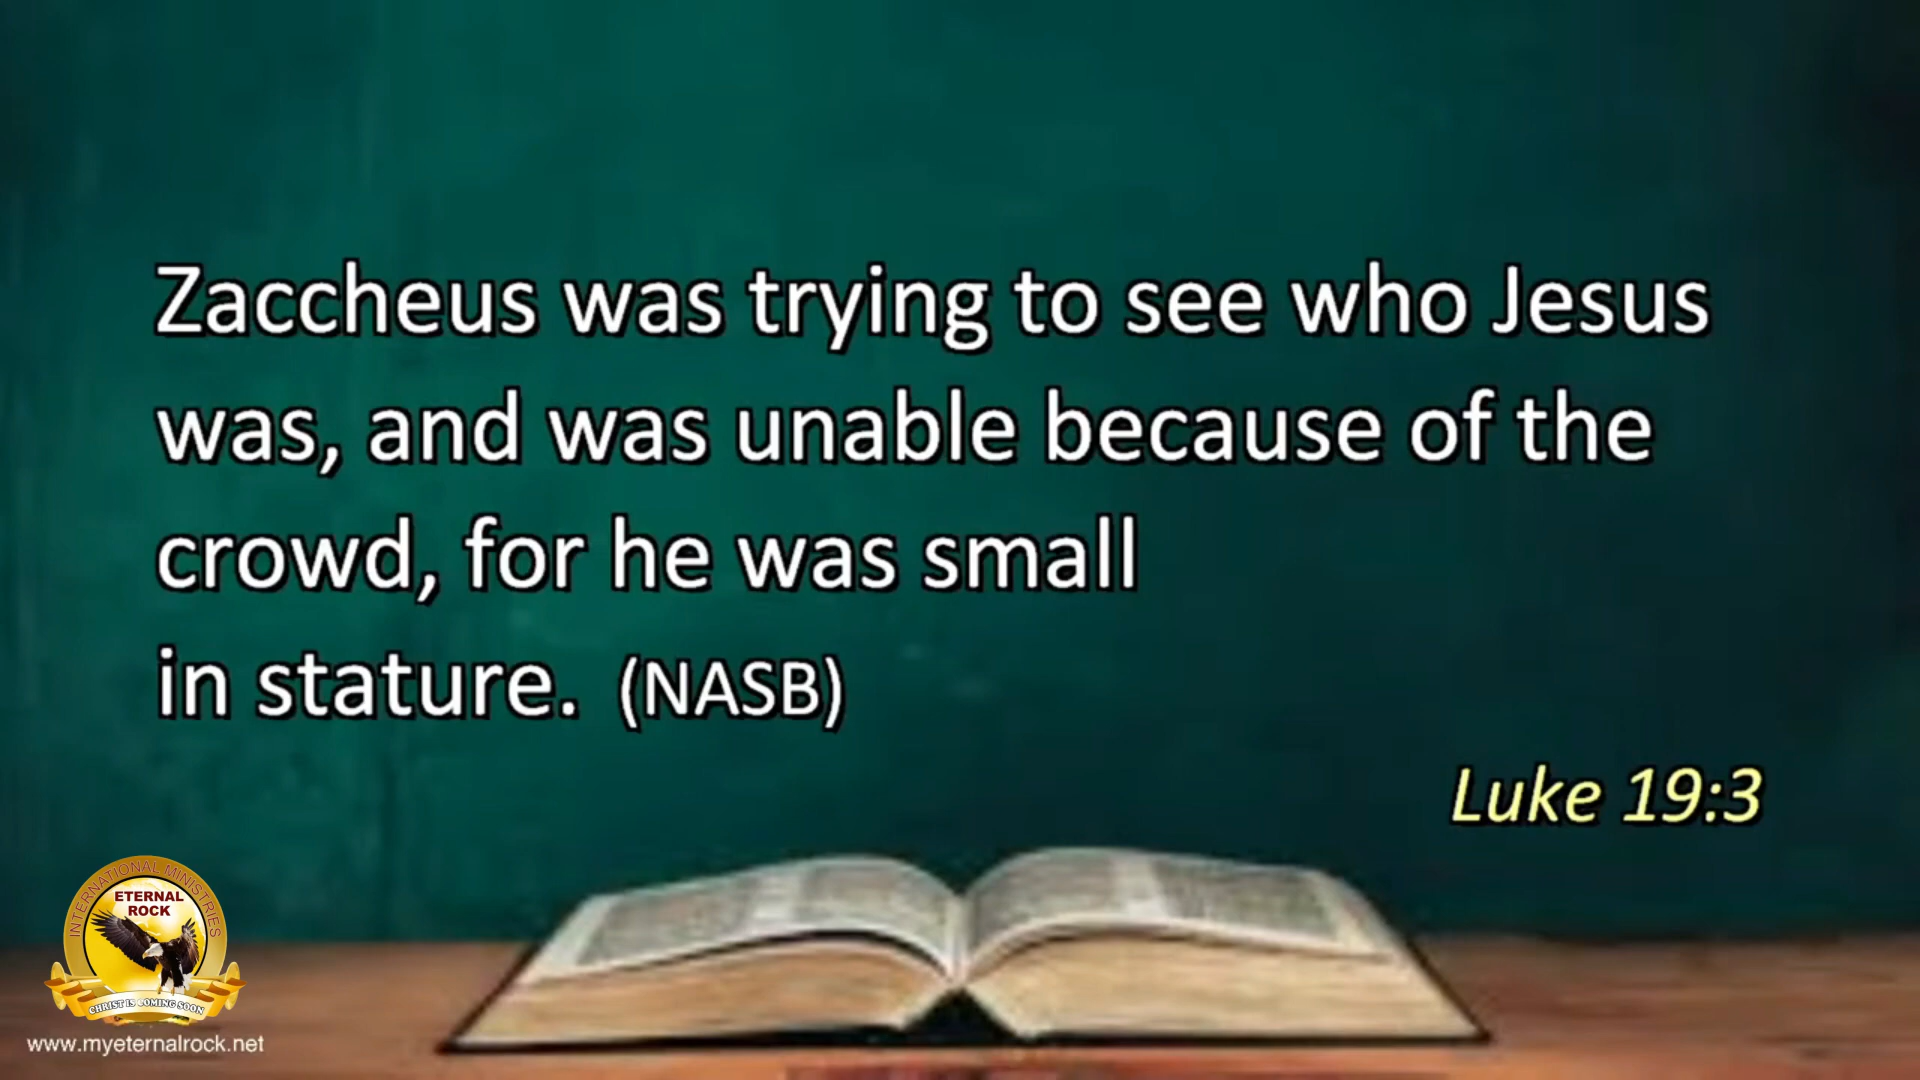 Zaccheus was trying to see who Jesus
was, and was unable because of the
crowd, for he was small
in stature. (NASB)
Luke 19:3
INTERNATIONAL MINISTRIES
ETERNAL
ROCK
CHRIST IS COMING SOON
www.myeternalrock.net